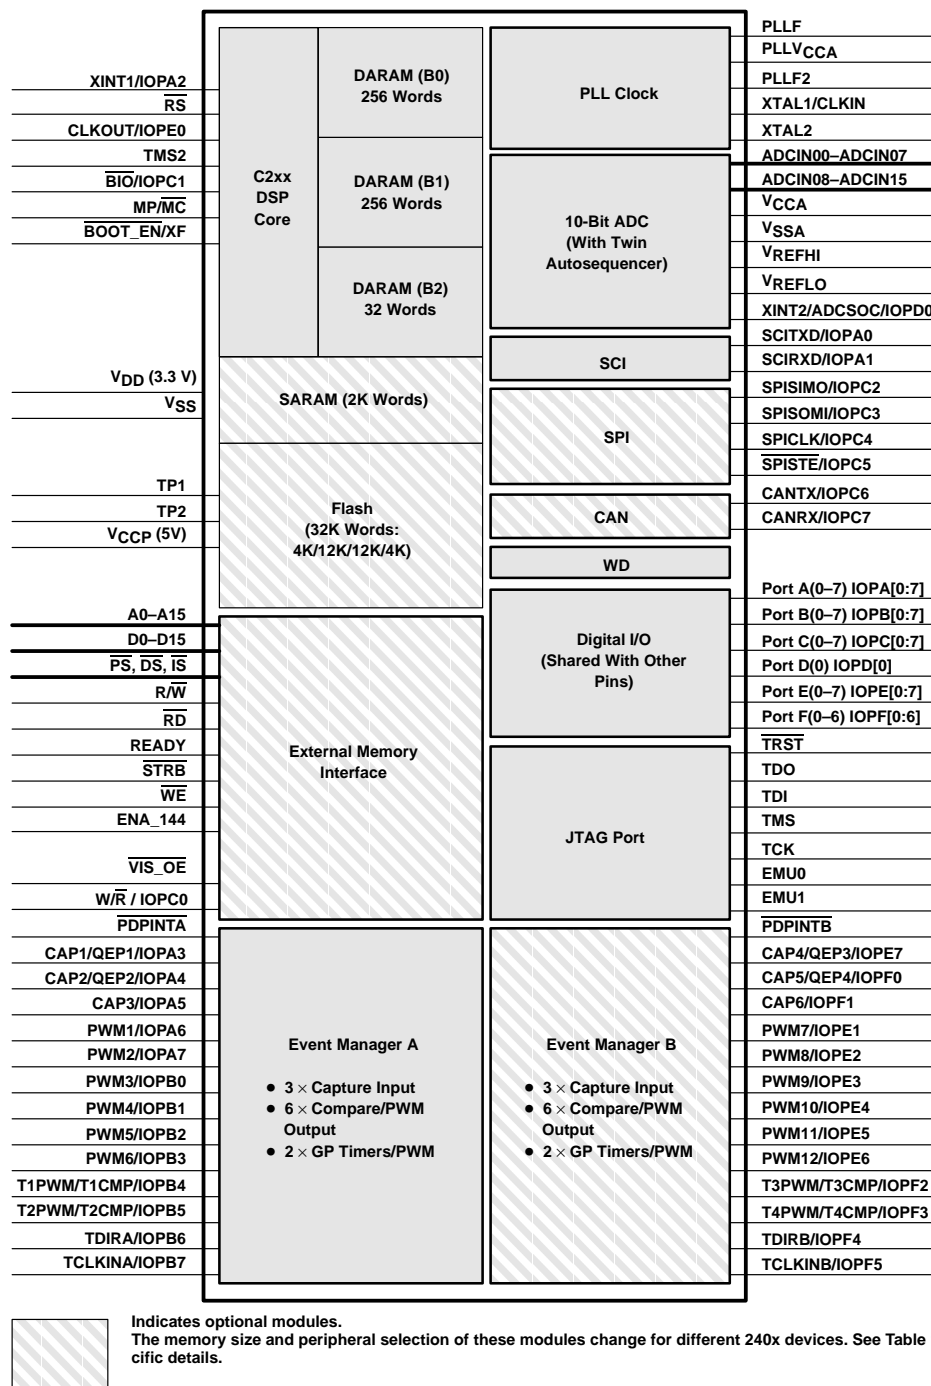 XINT1/IOPA2
RS
CLKOUT/IOPE0
TMS2
BIO/IOPC1
MP/MC
BOOT_EN/XF
VDD (3.3 V)
VSS
TP1
TP2
VCCP (5V)
A0–A15
D0–D15
PS, DS, IS
R/W
RD
READY
STRB
WE
ENA_144
VIS_OE
W/R / IOPC0
PDPINTA
CAP1/QEP1/IOPA3
CAP2/QEP2/IOPA4
CAP3/IOPA5
PWM1/IOPA6
PWM2/IOPA7
PWM3/IOPB0
PWM4/IOPB1
PWM5/IOPB2
PWM6/IOPB3
T1PWM/T1CMP/IOPB4
T2PWM/T2CMP/IOPB5
TDIRA/IOPB6
TCLKINA/IOPB7
C2xx
DSP
Core
DARAM (B0)
256 Words
DARAM (B1)
256 Words
DARAM (B2)
32 Words
SARAM (2K Words)
Flash
(32K Words:
4K/12K/12K/4K)
External Memory
Interface
Event Manager A
● 3 × Capture Input
● 6 × Compare/PWM
Output
● 2 × GP Timers/PWM
PLL Clock
10-Bit ADC
(With Twin
Autosequencer)
SCI
SPI
CAN
WD
Digital I/O
(Shared With Other
Pins)
JTAG Port
Event Manager B
● 3 × Capture Input
● 6 × Compare/PWM
Output
● 2 × GP Timers/PWM
PLLF
PLLVCCA
PLLF2
XTAL1/CLKIN
XTAL2
ADCIN00–ADCIN07
ADCIN08–ADCIN15
VCCA
VSSA
VREFHI
VREFLO
XINT2/ADCSOC/IOPD0
SCITXD/IOPA0
SCIRXD/IOPA1
SPISIMO/IOPC2
SPISOMI/IOPC3
SPICLK/IOPC4
SPISTE/IOPC5
CANTX/IOPC6
CANRX/IOPC7
Port A(0–7) IOPA[0:7]
Port B(0–7) IOPB[0:7]
Port C(0–7) IOPC[0:7]
Port D(0) IOPD[0]
Port E(0–7) IOPE[0:7]
Port F(0–6) IOPF[0:6]
TRST
TDO
TDI
TMS
TCK
EMU0
EMU1
PDPINTB
CAP4/QEP3/IOPE7
CAP5/QEP4/IOPF0
CAP6/IOPF1
PWM7/IOPE1
PWM8/IOPE2
PWM9/IOPE3
PWM10/IOPE4
PWM11/IOPE5
PWM12/IOPE6
T3PWM/T3CMP/IOPF2
T4PWM/T4CMP/IOPF3
TDIRB/IOPF4
TCLKINB/IOPF5
Indicates optional modules.
The memory size and peripheral selection of these modules change for different 240x devices. See Table
cific details.